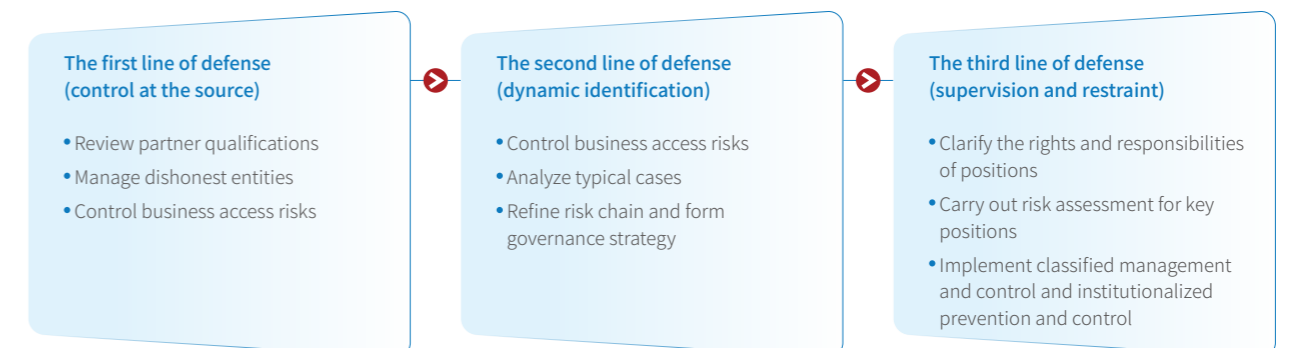 The first line of defense
(control at the source)
• Review partner qualifications
• Manage dishonest entities
• Control business access risks
The second line of defense
(dynamic identification)
• Control business access risks
• Analyze typical cases
• Refine risk chain and form
governance strategy
The third line of defense
(supervision and restraint)
• Clarify the rights and responsibilities
of positions
• Carry out risk assessment for key
positions
• Implement classified management
and control and institutionalized
prevention and control